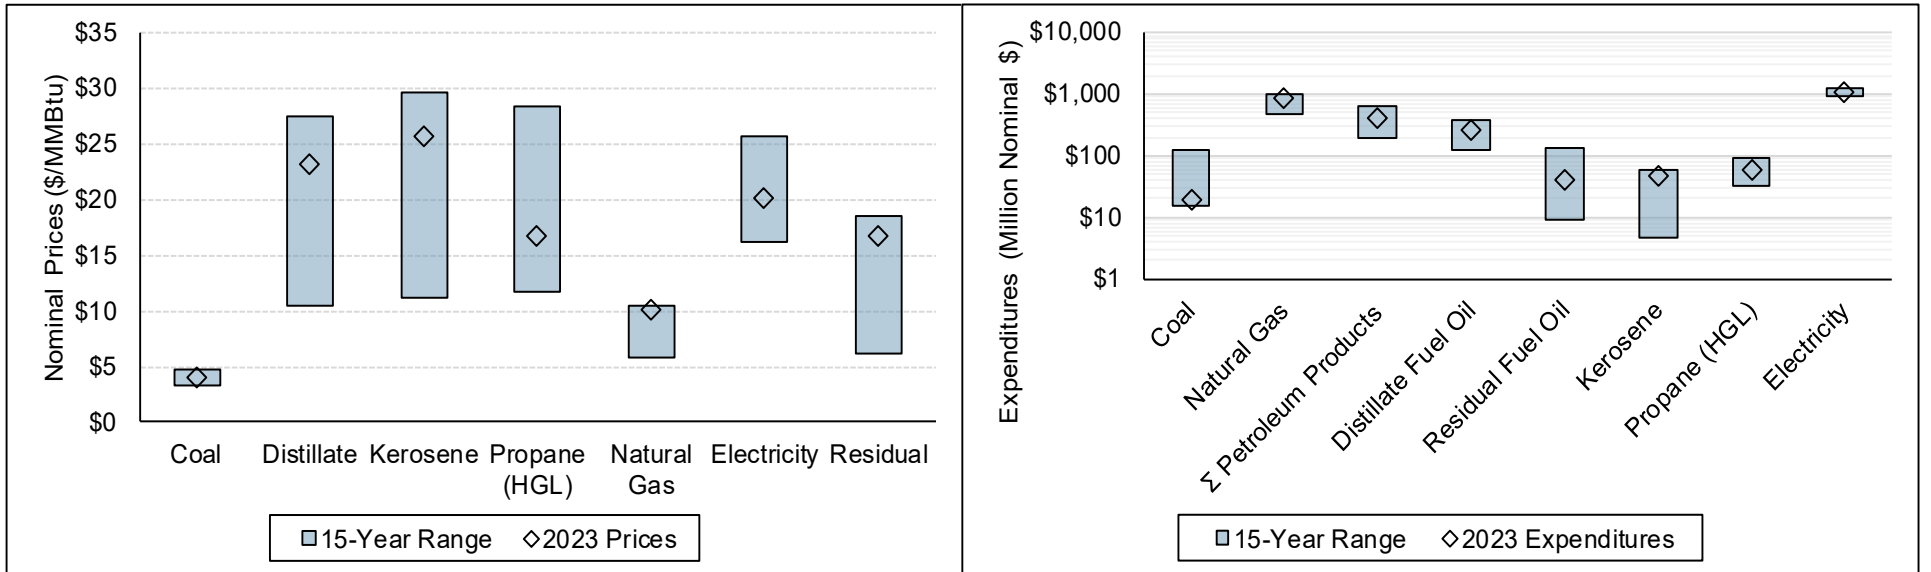 Nominal Prices ($/MMBtu)
$35
$30
$25
$20
$15
$10
$5
$0
Coal
Distillate
Kerosene
Propane
(HGL)
Natural
Gas
Electricity
Residual
15-Year Range
2023 Prices
Expenditures (Million Nominal $)
$10,000
$1,000
$100
$10
$1
Coal
Natural Gas
Σ Petroleum Products
Distillate Fuel Oil
Residual Fuel Oil
Kerosene
Propane (HGL)
Electricity
15-Year Range
2023 Expenditures